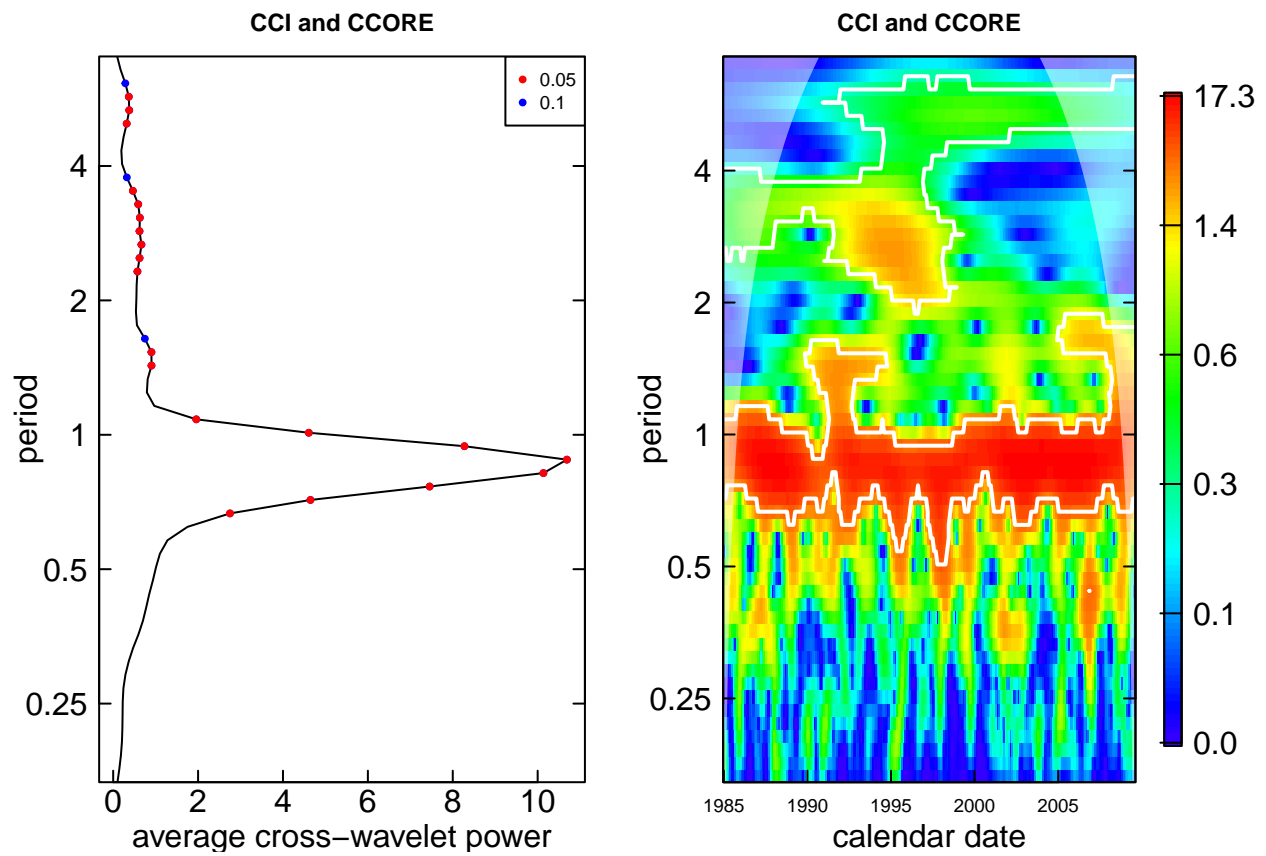 CCI and CCORE
0.05
0.1
4
2
1
0.5
0.25
period
0 2 4 6 8 10
average cross−wavelet power
CCI and CCORE
4
2
1
0.5
0.25
period
1985 1990 1995 2000 2005
calendar date
17.3
1.4
0.6
0.3
0.1
0.0